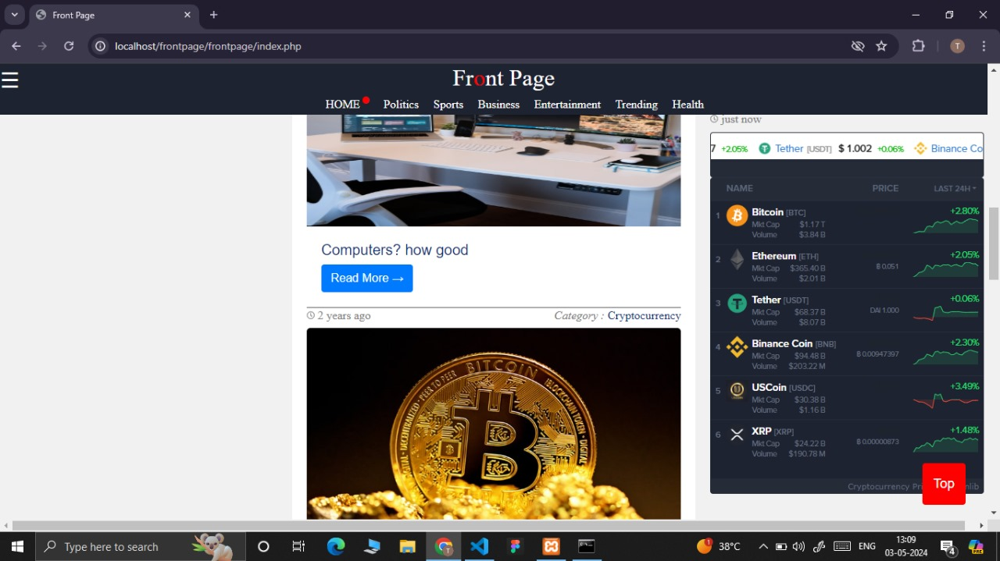 Front Page
localhost/frontpage/frontpage/index.php
T
Front Page
HOME Politics Sports Business Entertainment Trending Health
Computers? how good
Read More →
2 years ago Category : Cryptocurrency
BITCOIN
just now
7 +2.05% Tether [USDT] $ 1.002 +0.06% Binance Co
NAME PRICE LAST 24H
1 Bitcoin [BTC] +2.80%
Mkt Cap $1.17 T
Volume $3.84 B
2 Ethereum [ETH] +2.05%
Mkt Cap $365.40 B ฿ 0.051
Volume $2.01 B
3 Tether [USDT] +0.06%
Mkt Cap $68.37 B DAI 1.000
Volume $8.07 B
4 Binance Coin [BNB] +2.30%
Mkt Cap $94.48 B ฿ 0.00947397
Volume $203.22 M
5 USCoin [USDC] +3.49%
Mkt Cap $30.38 B
Volume $1.16 B
6 XRP [XRP] +1.48%
Mkt Cap $24.22 B ฿ 0.00000873
Volume $190.78 M
Cryptocurrency Pri
Top
Type here to search
1 38°C ENG 13:09
03-05-2024 4